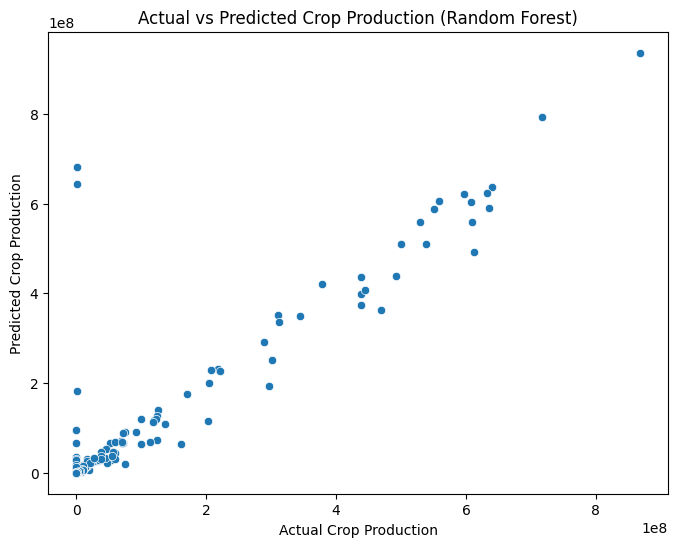 Actual vs Predicted Crop Production (Random Forest)
1e8
8
6
4
2
0
Predicted Crop Production
0 2 4 6 8
Actual Crop Production
1e8